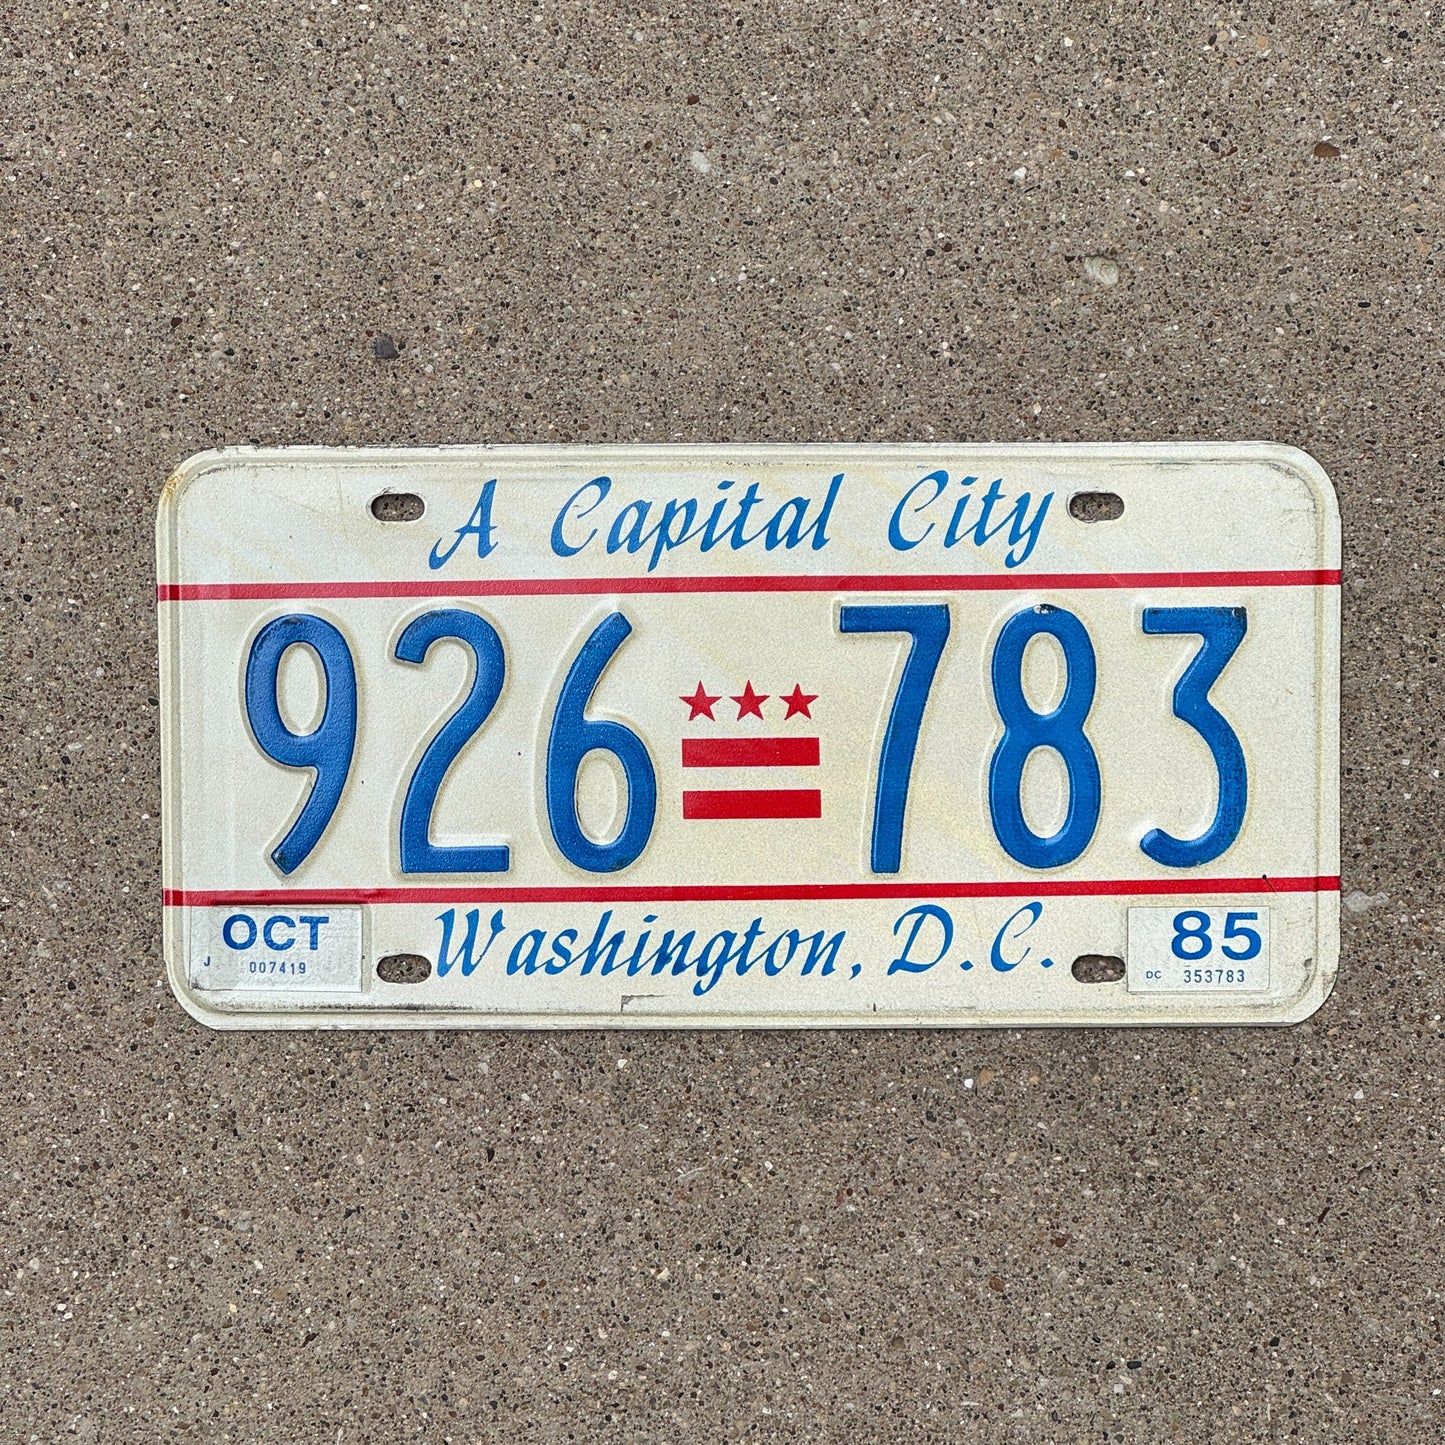 A Capital City
926 783
OCT
J 007419
Washington, D.C.
85
DC 353783